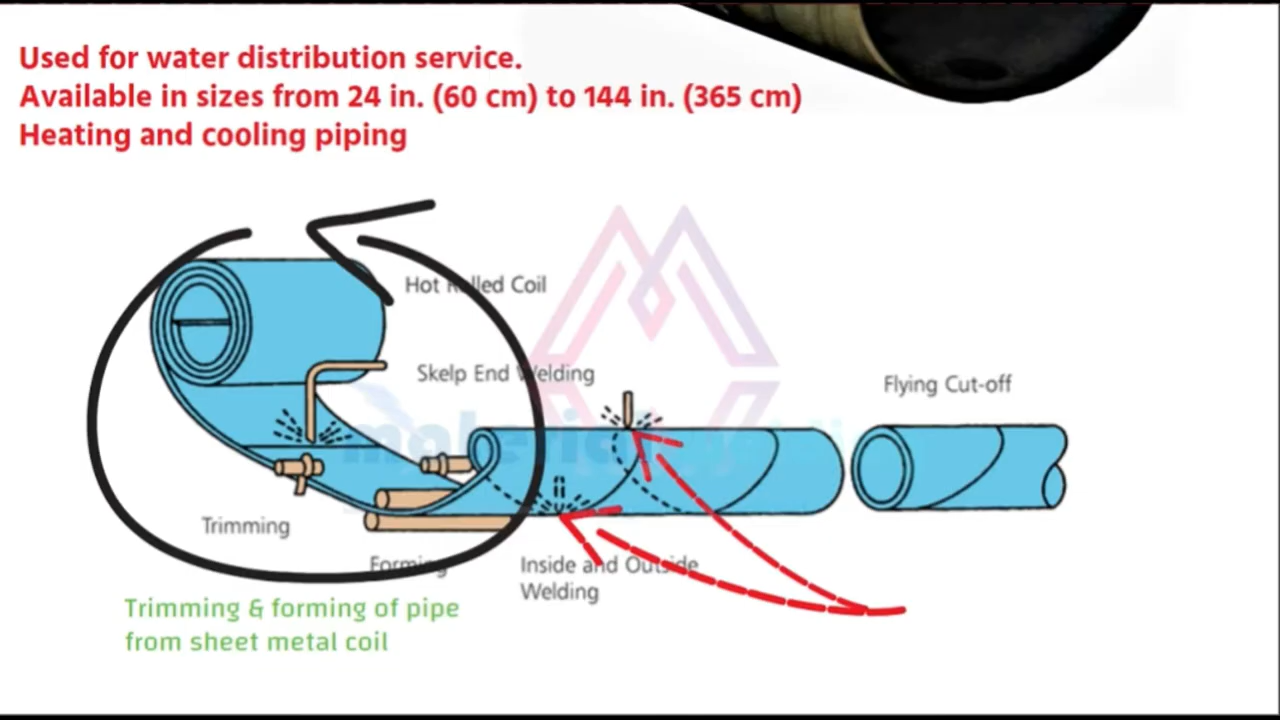 Used for water distribution service.
Available in sizes from 24 in. (60 cm) to 144 in. (365 cm)
Heating and cooling piping
Hot Rolled Coil
Skelp End Welding
Flying Cut-off
Trimming
Forming
Inside and Outside
Welding
Trimming & forming of pipe
from sheet metal coil